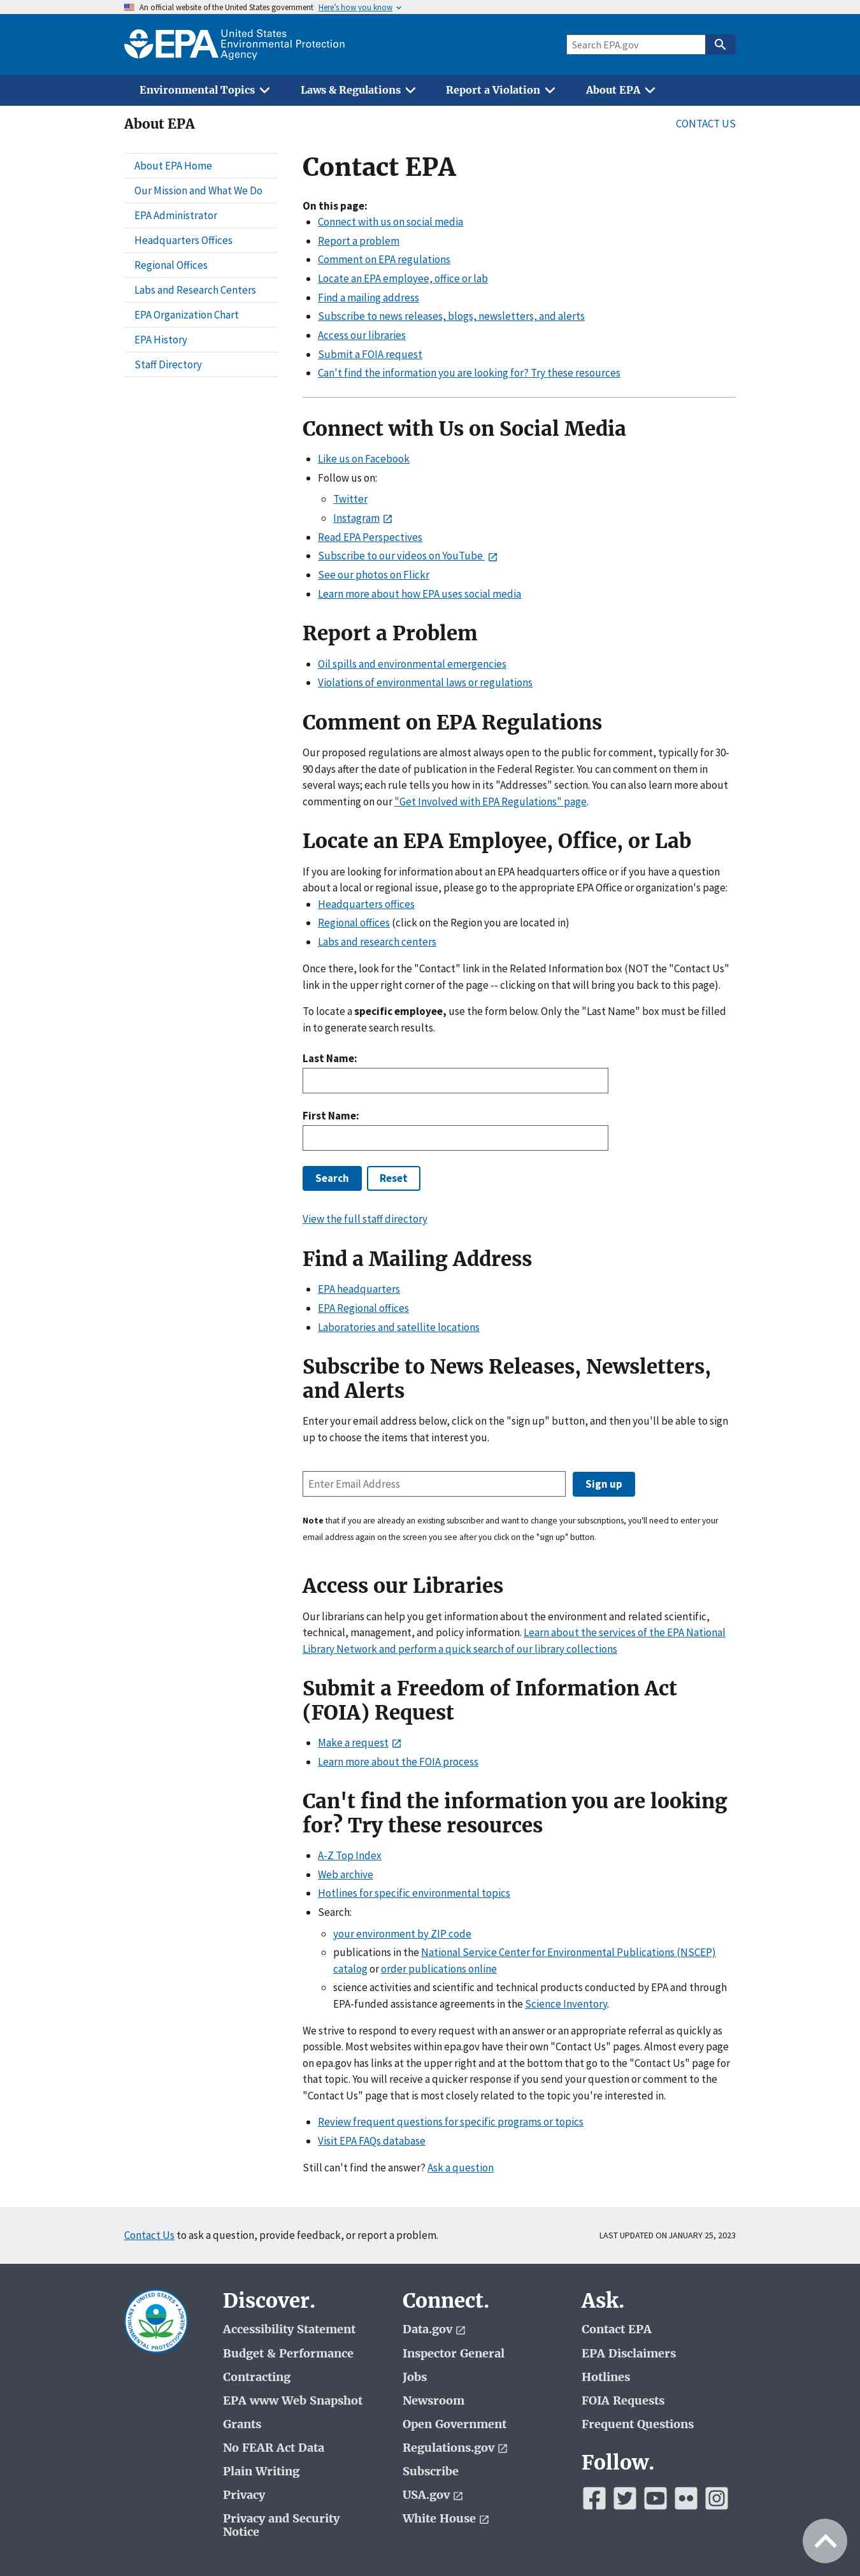 An official website of the United States government Here's how you know
EPA United States
Environmental Protection
Agency
Search EPA.gov
Environmental Topics Laws & Regulations Report a Violation About EPA
About EPA
CONTACT US
About EPA Home
Our Mission and What We Do
EPA Administrator
Headquarters Offices
Regional Offices
Labs and Research Centers
EPA Organization Chart
EPA History
Staff Directory
Contact EPA
On this page:
Connect with us on social media
Report a problem
Comment on EPA regulations
Locate an EPA employee, office or lab
Find a mailing address
Subscribe to news releases, blogs, newsletters, and alerts
Access our libraries
Submit a FOIA request
Can't find the information you are looking for? Try these resources
Connect with Us on Social Media
Like us on Facebook
Follow us on:
Twitter
Instagram
Read EPA Perspectives
Subscribe to our videos on YouTube
See our photos on Flickr
Learn more about how EPA uses social media
Report a Problem
Oil spills and environmental emergencies
Violations of environmental laws or regulations
Comment on EPA Regulations
Our proposed regulations are almost always open to the public for comment, typically for 30-
90 days after the date of publication in the Federal Register. You can comment on them in
several ways; each rule tells you how in its "Addresses" section. You can also learn more about
commenting on our "Get Involved with EPA Regulations" page.
Locate an EPA Employee, Office, or Lab
If you are looking for information about an EPA headquarters office or if you have a question
about a local or regional issue, please go to the appropriate EPA Office or organization's page:
Headquarters offices
Regional offices (click on the Region you are located in)
Labs and research centers
Once there, look for the "Contact" link in the Related Information box (NOT the "Contact Us"
link in the upper right corner of the page -- clicking on that will bring you back to this page).
To locate a specific employee, use the form below. Only the "Last Name" box must be filled
in to generate search results.
Last Name:
First Name:
Search Reset
View the full staff directory
Find a Mailing Address
EPA headquarters
EPA Regional offices
Laboratories and satellite locations
Subscribe to News Releases, Newsletters,
and Alerts
Enter your email address below, click on the "sign up" button, and then you'll be able to sign
up to choose the items that interest you.
Enter Email Address Sign up
Note that if you are already an existing subscriber and want to change your subscriptions, you'll need to enter your
email address again on the screen you see after you click on the "sign up" button.
Access our Libraries
Our librarians can help you get information about the environment and related scientific,
technical, management, and policy information. Learn about the services of the EPA National
Library Network and perform a quick search of our library collections
Submit a Freedom of Information Act
(FOIA) Request
Make a request
Learn more about the FOIA process
Can't find the information you are looking
for? Try these resources
A-Z Top Index
Web archive
Hotlines for specific environmental topics
Search:
your environment by ZIP code
publications in the National Service Center for Environmental Publications (NSCEP)
catalog or order publications online
science activities and scientific and technical products conducted by EPA and through
EPA-funded assistance agreements in the Science Inventory.
We strive to respond to every request with an answer or an appropriate referral as quickly as
possible. Most websites within epa.gov have their own "Contact Us" pages. Almost every page
on epa.gov has links at the upper right and at the bottom that go to the "Contact Us" page for
that topic. You will receive a quicker response if you send your question or comment to the
"Contact Us" page that is most closely related to the topic you're interested in.
Review frequent questions for specific programs or topics
Visit EPA FAQs database
Still can't find the answer? Ask a question
Contact Us to ask a question, provide feedback, or report a problem.
LAST UPDATED ON JANUARY 25, 2023
UNITED STATES
ENVIRONMENTAL PROTECTION AGENCY
Discover.
Accessibility Statement
Budget & Performance
Contracting
EPA www Web Snapshot
Grants
No FEAR Act Data
Plain Writing
Privacy
Privacy and Security
Notice
Connect.
Data.gov
Inspector General
Jobs
Newsroom
Open Government
Regulations.gov
Subscribe
USA.gov
White House
Ask.
Contact EPA
EPA Disclaimers
Hotlines
FOIA Requests
Frequent Questions
Follow.